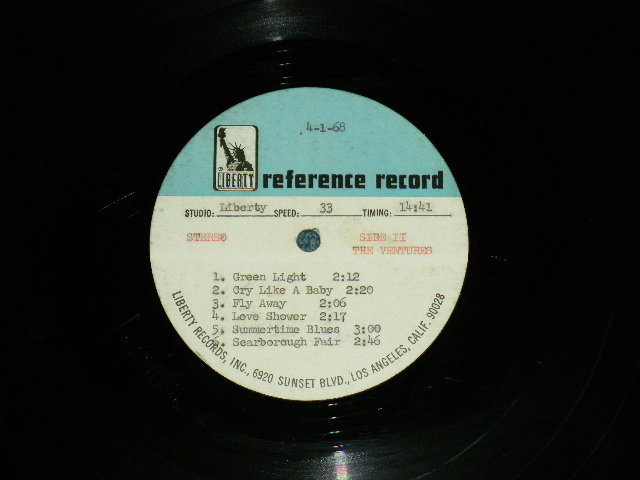 4-1-68
LIBERTY
reference record
STUDIO: Liberty SPEED: 33 TIMING: 14:41
STEREO SIDE II
THE VENTURES
1. Green Light 2:12
2. Cry Like A Baby 2:20
3. Fly Away 2:06
4. Love Shower 2:17
5. Summertime Blues 3:00
6. Scarborough Fair 2:46
LIBERTY RECORDS, INC., 6920 SUNSET BLVD., LOS ANGELES, CALIF. 90028